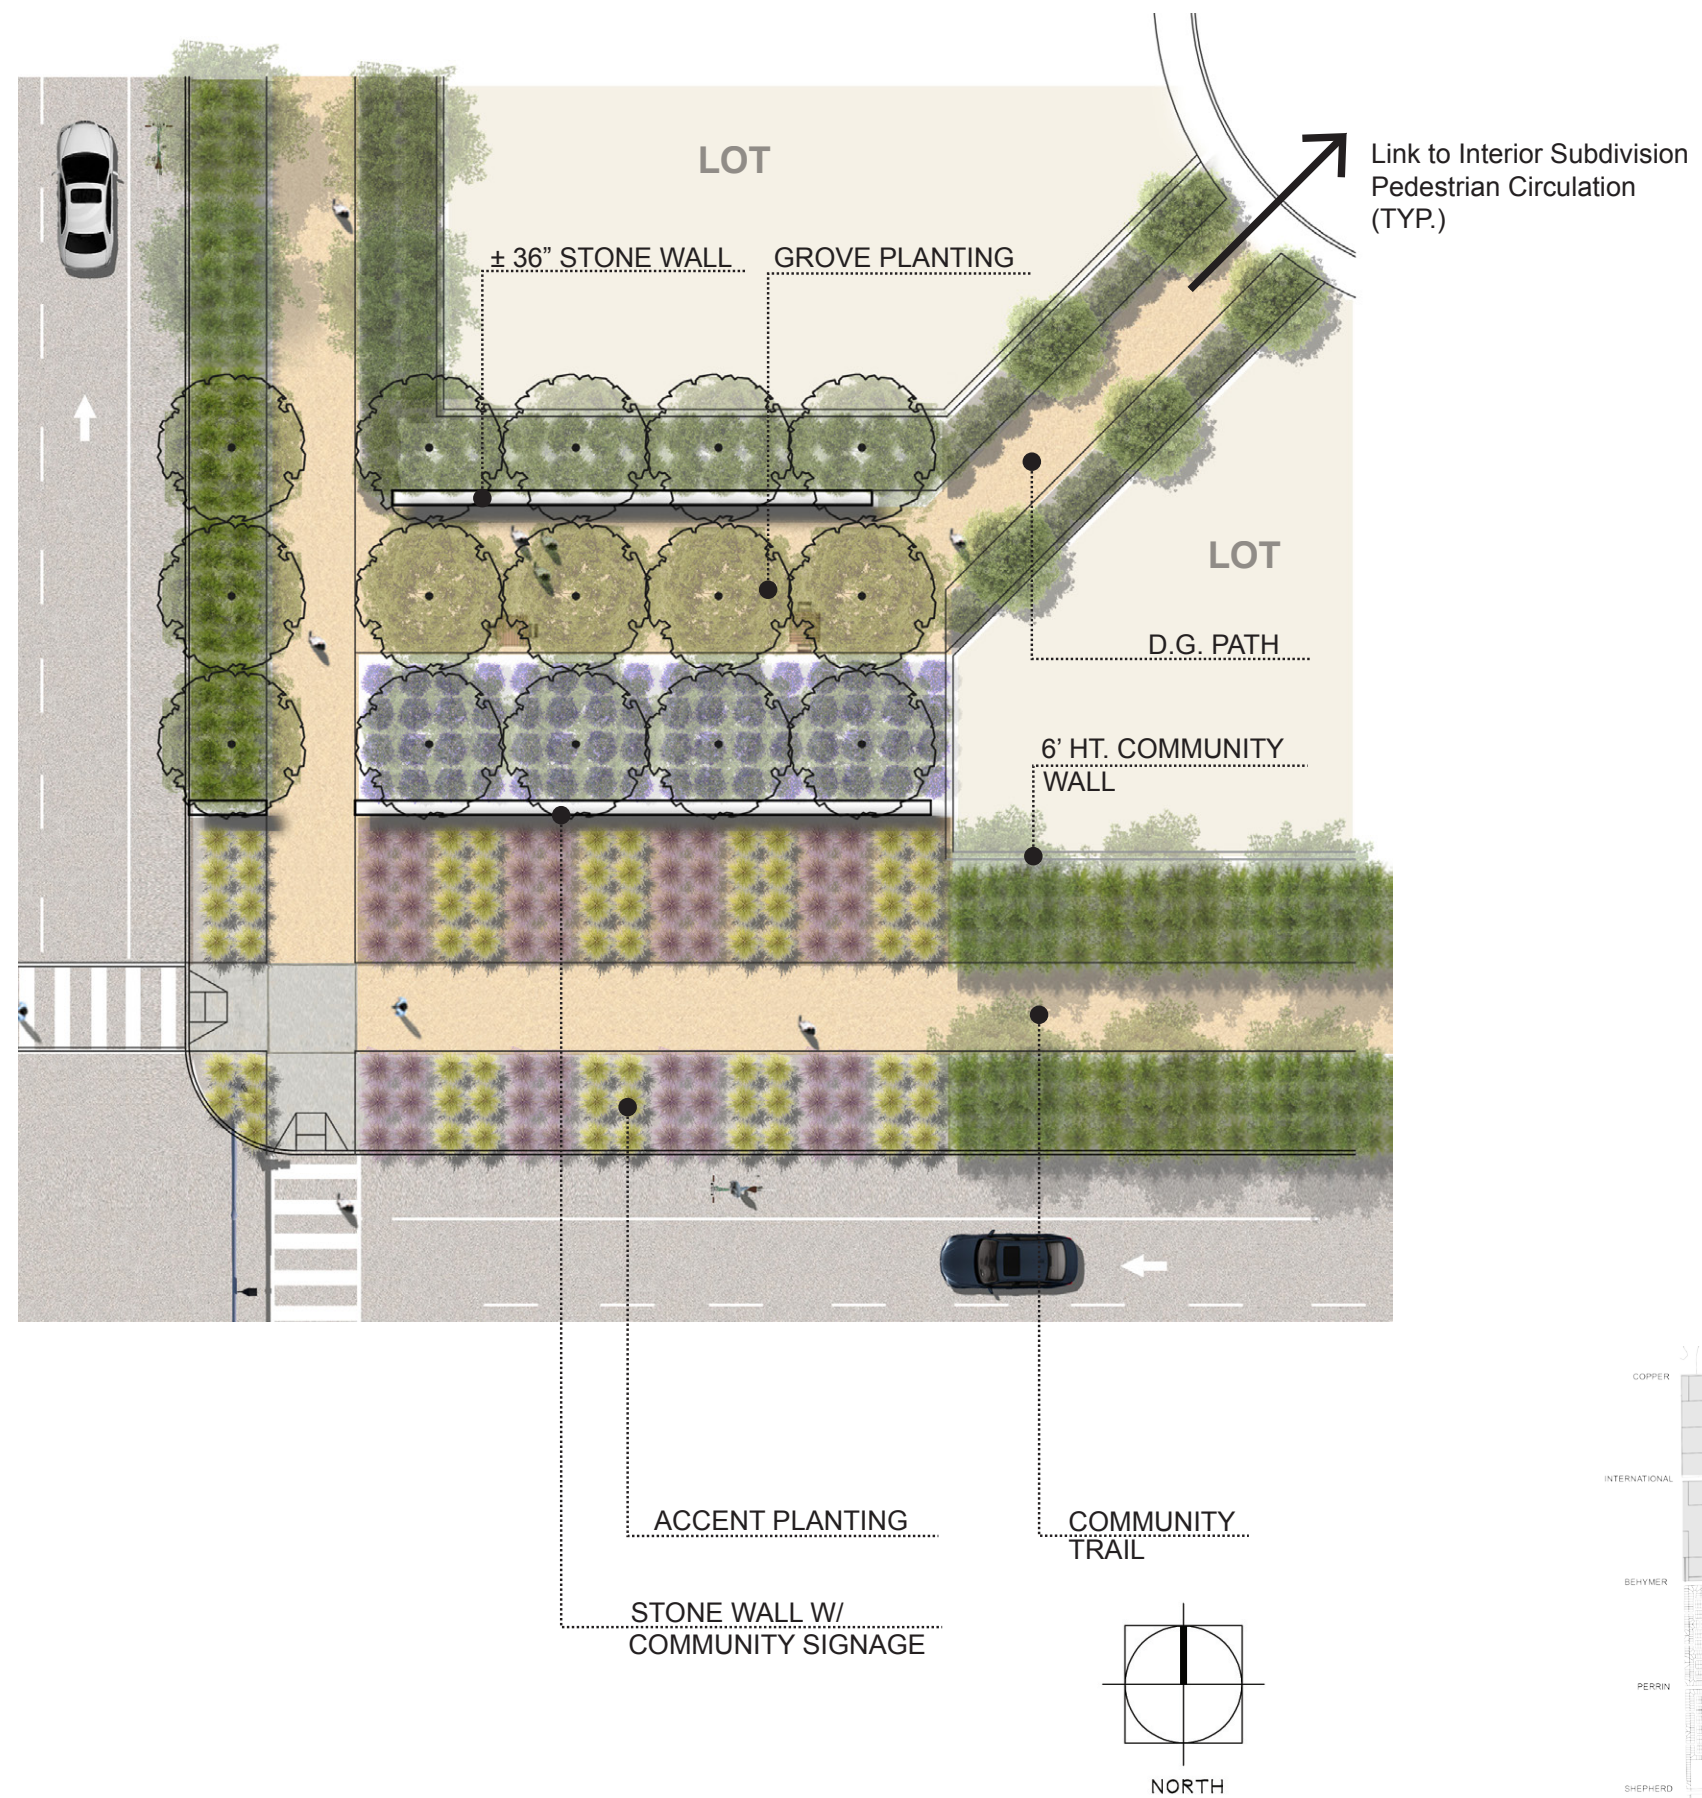 LOT
Link to Interior Subdivision
Pedestrian Circulation
(TYP.)
± 36” STONE WALL
GROVE PLANTING
LOT
D.G. PATH
6’ HT. COMMUNITY
WALL
ACCENT PLANTING
COMMUNITY
TRAIL
STONE WALL W/
COMMUNITY SIGNAGE
NORTH
COPPER
INTERNATIONAL
BEHYMER
PERRIN
SHEPHERD